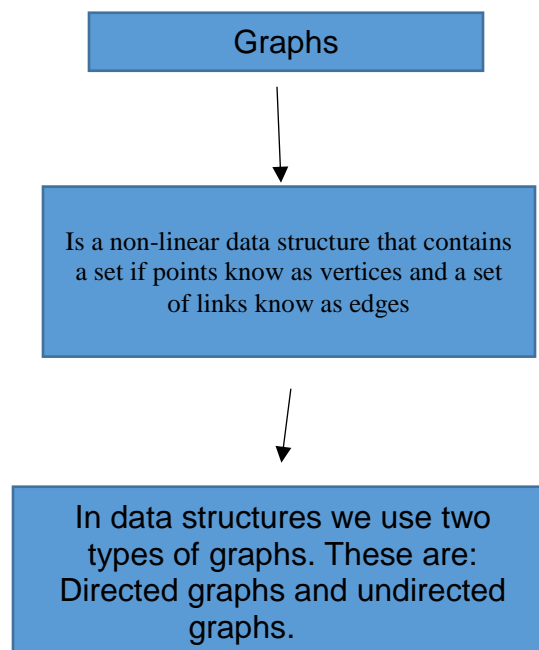 Graphs
Is a non-linear data structure that contains
a set if points know as vertices and a set
of links know as edges
In data structures we use two
types of graphs. These are:
Directed graphs and undirected
graphs.